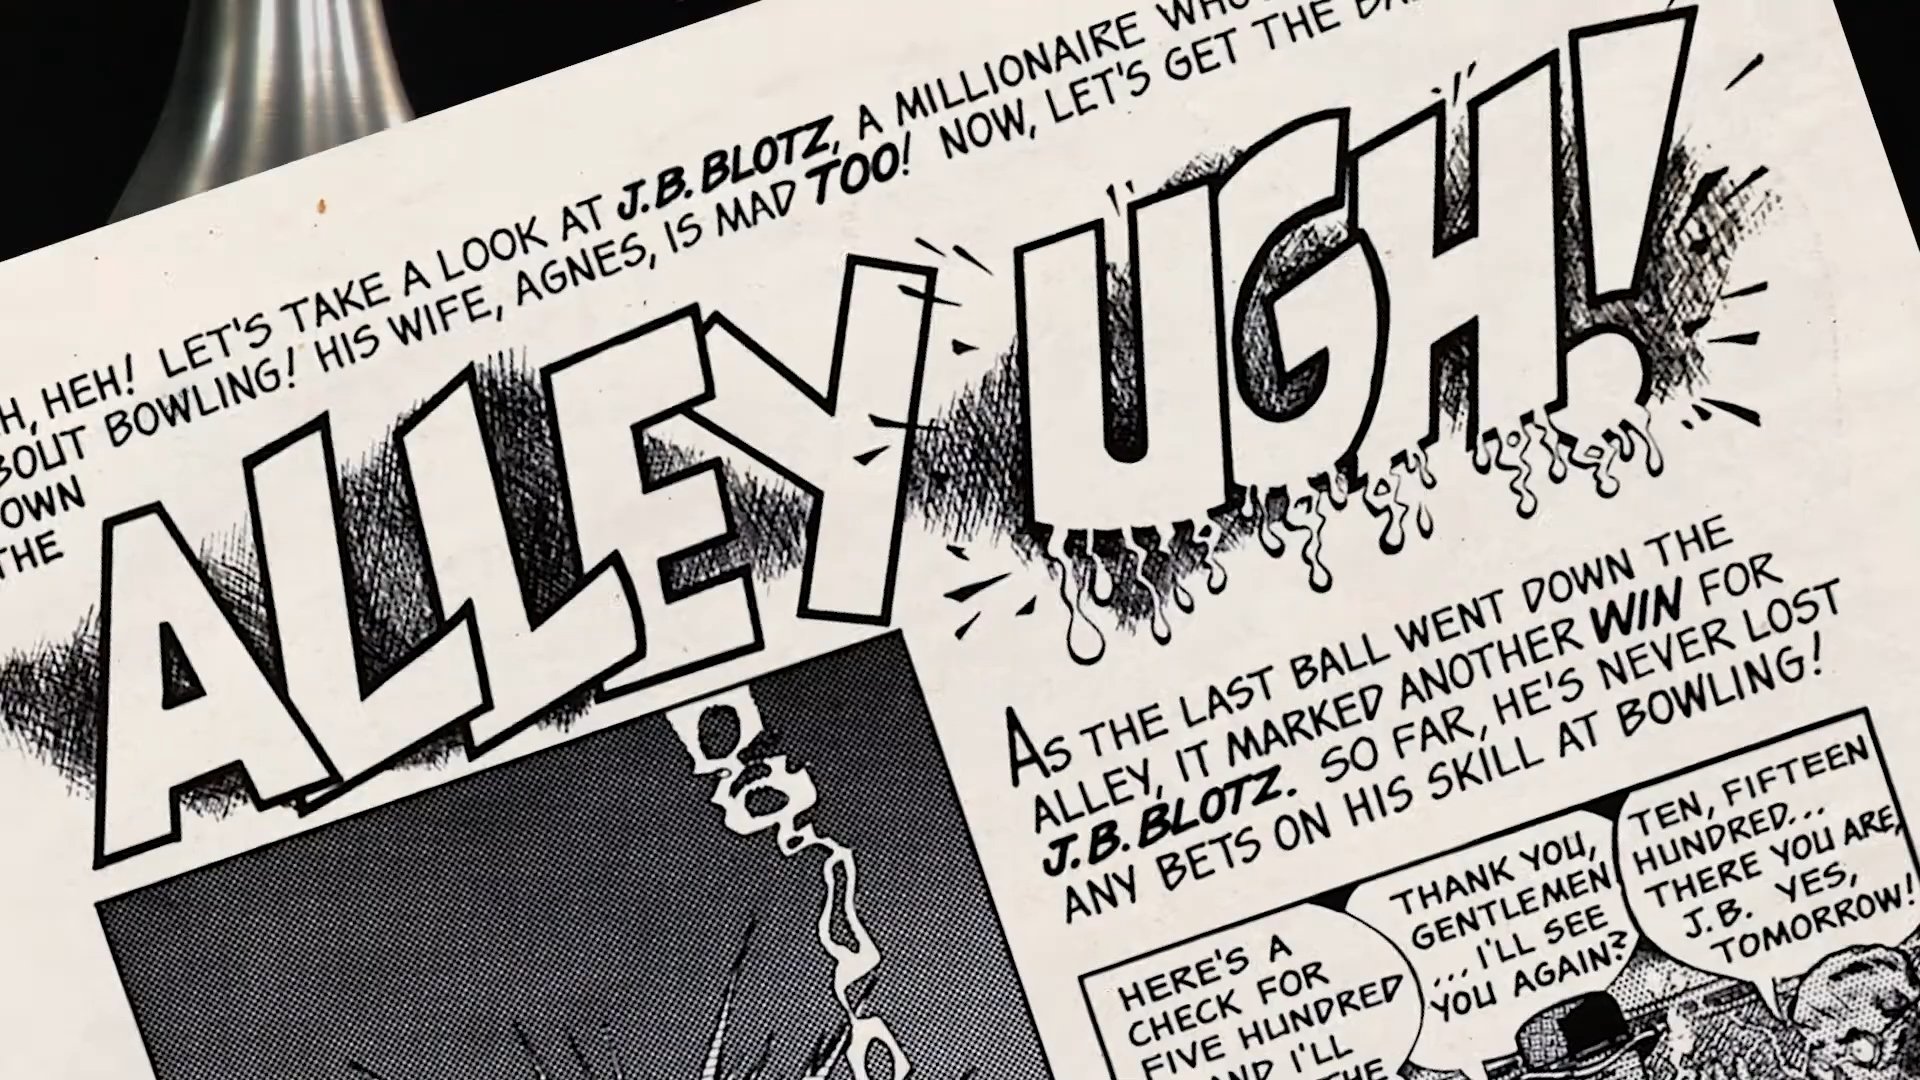 HEH! LET'S TAKE A LOOK AT J.B. BLOTZ, A MILLIONAIRE
BOUT BOWLING! HIS WIFE, AGNES, IS MAD TOO! NOW, LET'S GET THE
OWN
THE
ALLEY UGH!
AS THE LAST BALL WENT DOWN THE
ALLEY, IT MARKED ANOTHER WIN FOR
J.B. BLOTZ. SO FAR, HE'S NEVER LOST
ANY BETS ON HIS SKILL AT BOWLING!
HERE'S A
CHECK FOR
FIVE HUNDRED
AND I'LL
THE
THANK YOU,
GENTLEMEN
... I'LL SEE
YOU AGAIN?
TEN, FIFTEEN
HUNDRED...
THERE YOU ARE,
J.B. YES,
TOMORROW!